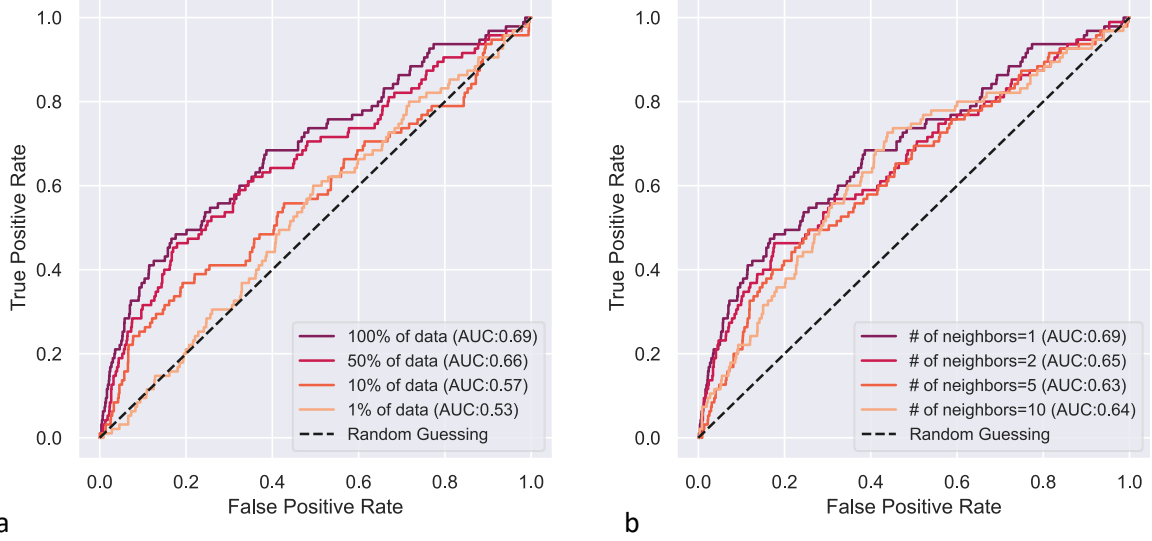 1.0
0.8
0.6
0.4
0.2
0.0
True Positive Rate
100% of data (AUC:0.69)
50% of data (AUC:0.66)
10% of data (AUC:0.57)
1% of data (AUC:0.53)
Random Guessing
0.0 0.2 0.4 0.6 0.8 1.0
False Positive Rate
a
1.0
0.8
0.6
0.4
0.2
0.0
True Positive Rate
# of neighbors=1 (AUC:0.69)
# of neighbors=2 (AUC:0.65)
# of neighbors=5 (AUC:0.63)
# of neighbors=10 (AUC:0.64)
Random Guessing
0.0 0.2 0.4 0.6 0.8 1.0
False Positive Rate
b